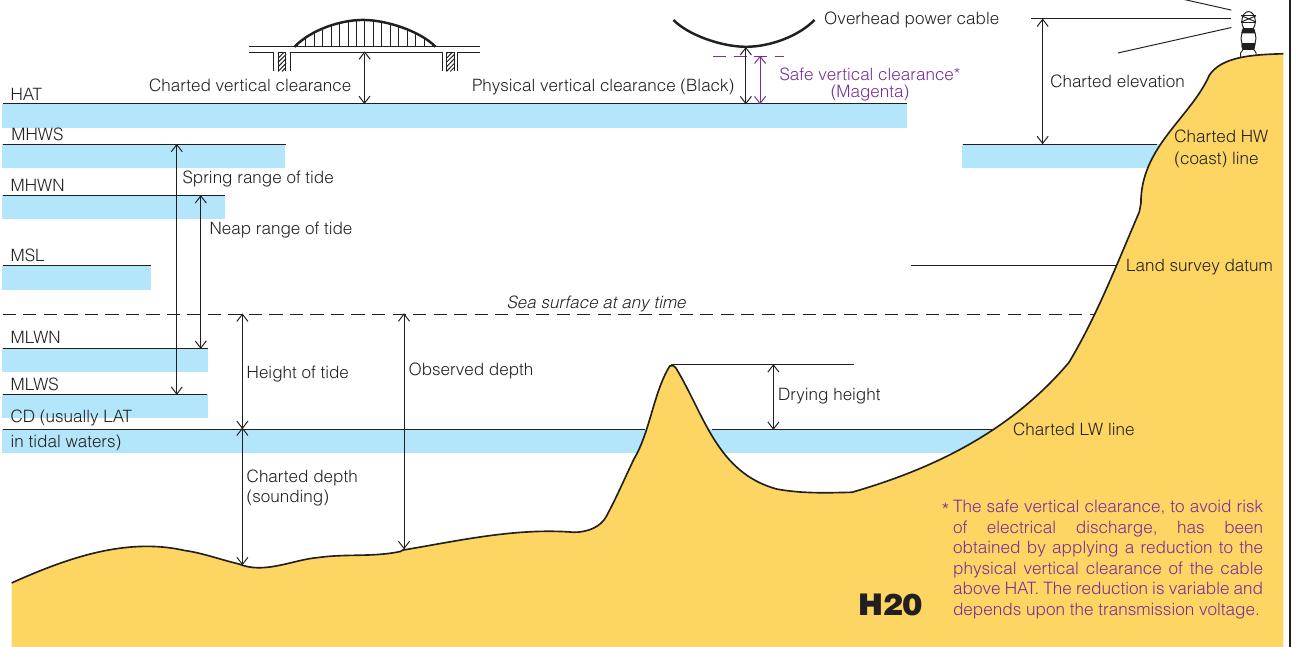 Overhead power cable
Charted vertical clearance
Physical vertical clearance (Black)
Safe vertical clearance*
(Magenta)
Charted elevation
HAT
MHWS
Charted HW
(coast) line
Spring range of tide
MHWN
Neap range of tide
MSL
Land survey datum
Sea surface at any time
MLWN
Height of tide
Observed depth
MLWS
Drying height
CD (usually LAT
in tidal waters)
Charted LW line
Charted depth
(sounding)
* The safe vertical clearance, to avoid risk
of electrical discharge, has been
obtained by applying a reduction to the
physical vertical clearance of the cable
above HAT. The reduction is variable and
depends upon the transmission voltage.
H20